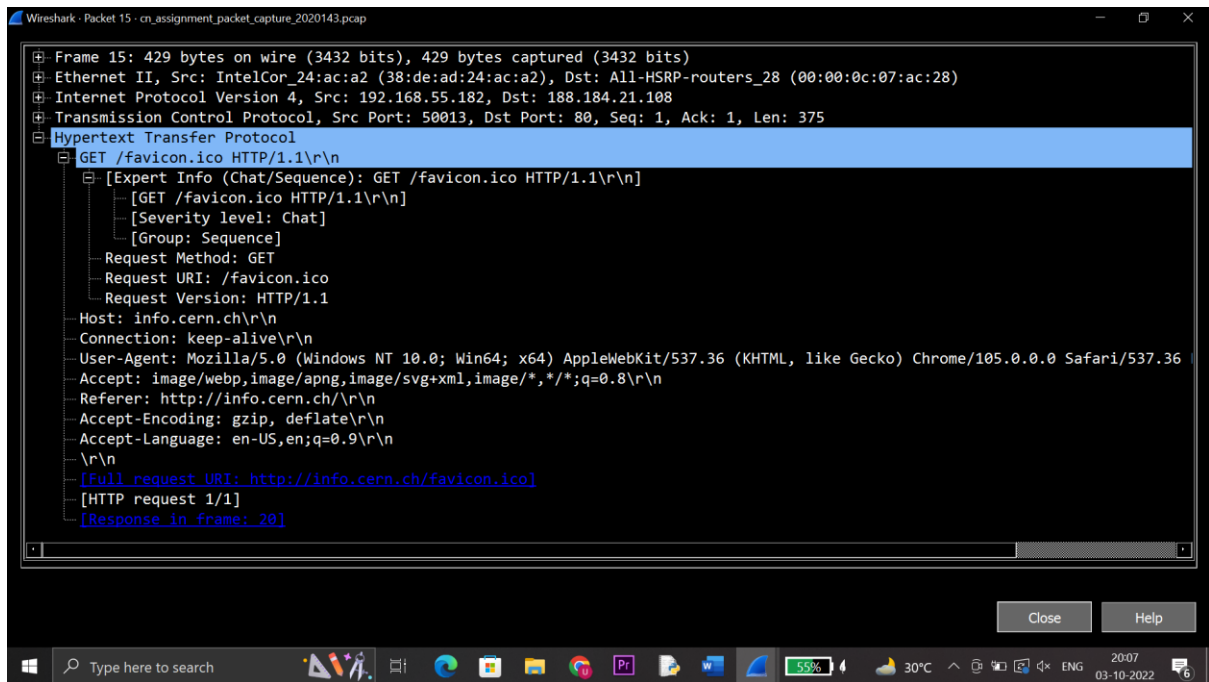 Wireshark · Packet 15 · cn_assignment_packet_capture_2020143.pcap
Frame 15: 429 bytes on wire (3432 bits), 429 bytes captured (3432 bits)
Ethernet II, Src: IntelCor_24:ac:a2 (38:de:ad:24:ac:a2), Dst: All-HSRP-routers_28 (00:00:0c:07:ac:28)
Internet Protocol Version 4, Src: 192.168.55.182, Dst: 188.184.21.108
Transmission Control Protocol, Src Port: 50013, Dst Port: 80, Seq: 1, Ack: 1, Len: 375
Hypertext Transfer Protocol
GET /favicon.ico HTTP/1.1\r\n
[Expert Info (Chat/Sequence): GET /favicon.ico HTTP/1.1\r\n]
[GET /favicon.ico HTTP/1.1\r\n]
[Severity level: Chat]
[Group: Sequence]
Request Method: GET
Request URI: /favicon.ico
Request Version: HTTP/1.1
Host: info.cern.ch\r\n
Connection: keep-alive\r\n
User-Agent: Mozilla/5.0 (Windows NT 10.0; Win64; x64) AppleWebKit/537.36 (KHTML, like Gecko) Chrome/105.0.0.0 Safari/537.36
Accept: image/webp,image/apng,image/svg+xml,image/*,*/*;q=0.8\r\n
Referer: http://info.cern.ch/\r\n
Accept-Encoding: gzip, deflate\r\n
Accept-Language: en-US,en;q=0.9\r\n
\r\n
[Full request URI: http://info.cern.ch/favicon.ico]
[HTTP request 1/1]
[Response in frame: 20]
Close Help
Type here to search Pr 55% 30°C ENG 20:07
03-10-2022 6